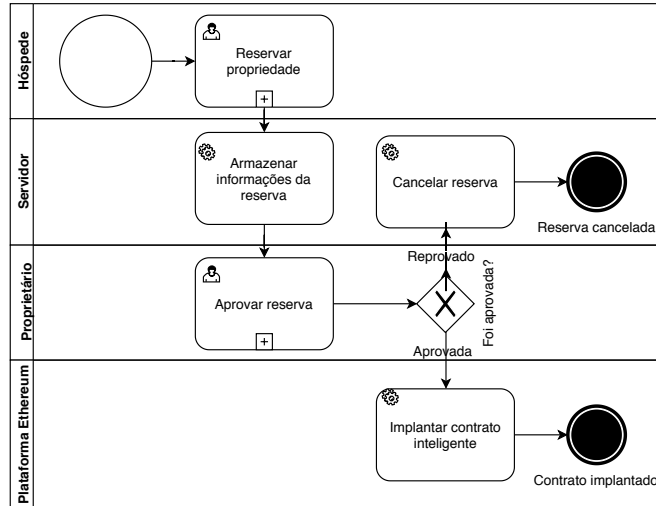 Hóspede
Reservar
propriedade
Servidor
Armazenar
informações da
reserva
Cancelar reserva
Reserva cancelada
Proprietário
Aprovar reserva
Reprovado
Foi aprovada?
Aprovada
Plataforma Ethereum
Implantar contrato
inteligente
Contrato implantado